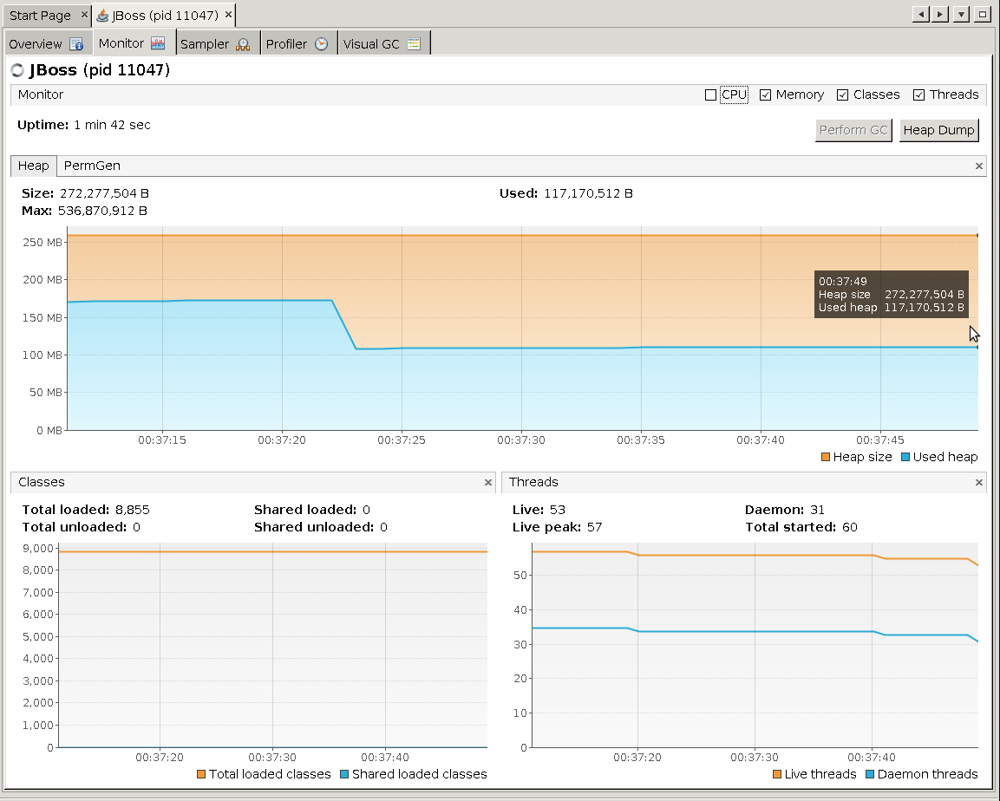 Start Page × JBoss (pid 11047) ×
Overview Monitor Sampler Profiler Visual GC
JBoss (pid 11047)
Monitor CPU Memory Classes Threads
Uptime: 1 min 42 sec
Perform GC Heap Dump
Heap PermGen
Size: 272,277,504 B Used: 117,170,512 B
Max: 536,870,912 B
250 MB
200 MB
150 MB
100 MB
50 MB
0 MB
00:37:49
Heap size 272,277,504 B
Used heap 117,170,512 B
00:37:15 00:37:20 00:37:25 00:37:30 00:37:35 00:37:40 00:37:45
Heap size Used heap
Classes
Total loaded: 8,855 Shared loaded: 0
Total unloaded: 0 Shared unloaded: 0
9,000
8,000
7,000
6,000
5,000
4,000
3,000
2,000
1,000
0
00:37:20 00:37:30 00:37:40
Total loaded classes Shared loaded classes
Threads
Live: 53 Daemon: 31
Live peak: 57 Total started: 60
50
40
30
20
10
0
00:37:20 00:37:30 00:37:40
Live threads Daemon threads